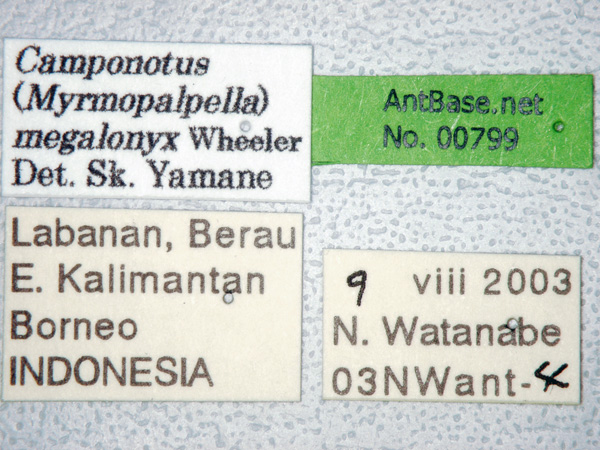 Camponotus
(Myrmopalpella)
megalonyx Wheeler
Det. Sk. Yamane
AntBase.net
No. 00799
Labanan, Berau
E. Kalimantan
Borneo
INDONESIA
9 viii 2003
N. Watanabe
03NWant-4